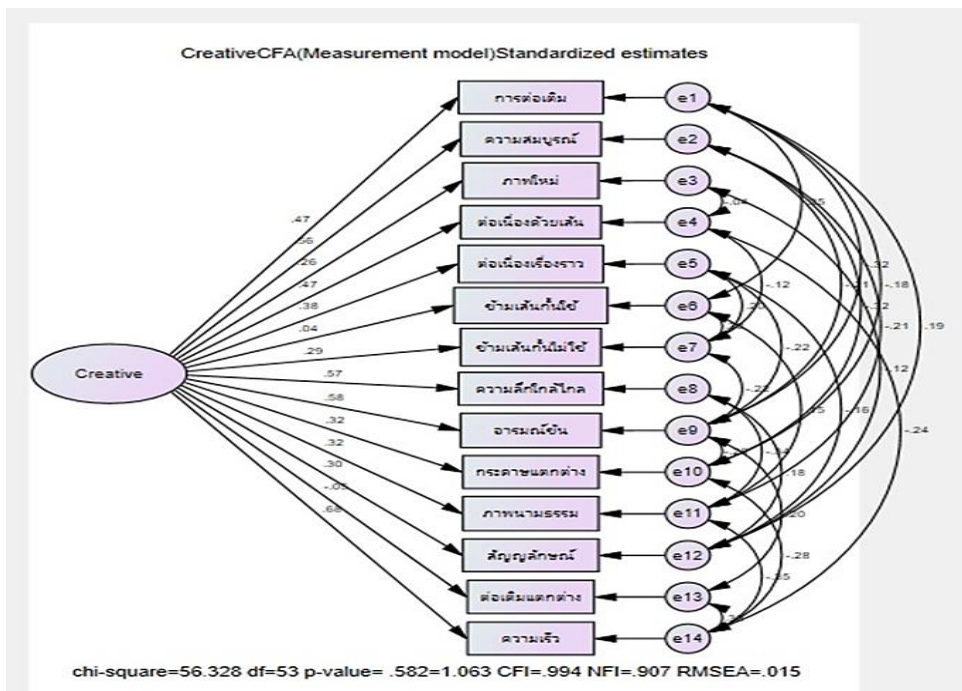 CreativeCFA(Measurement model)Standardized estimates
การต่อเติม
e1
ความสมบูรณ์
e2
ภาพใหม่
e3
-.04
ต่อเนื่องด้วยเส้น
e4
.47
.26
ต่อเนื่องเรื่องราว
e5
.32
.47
-.12
-.18
.38
ข้ามเส้นกั้นใช้
e6
.04
-.21
.19
ข้ามเส้นกั้นไม่ใช้
e7
.29
-.22
Creative
.12
.57
ความลึกใกล้ไกล
e8
.58
-.16
อารมณ์ขัน
e9
-.24
.32
.32
กระดาษแตกต่าง
e10
.18
.30
ภาพนามธรรม
e11
.68
สัญญลักษณ์
e12
-.28
ต่อเติมแตกต่าง
e13
ความเร็ว
e14
chi-square=56.328 df=53 p-value= .582=1.063 CFI=.994 NFI=.907 RMSEA=.015